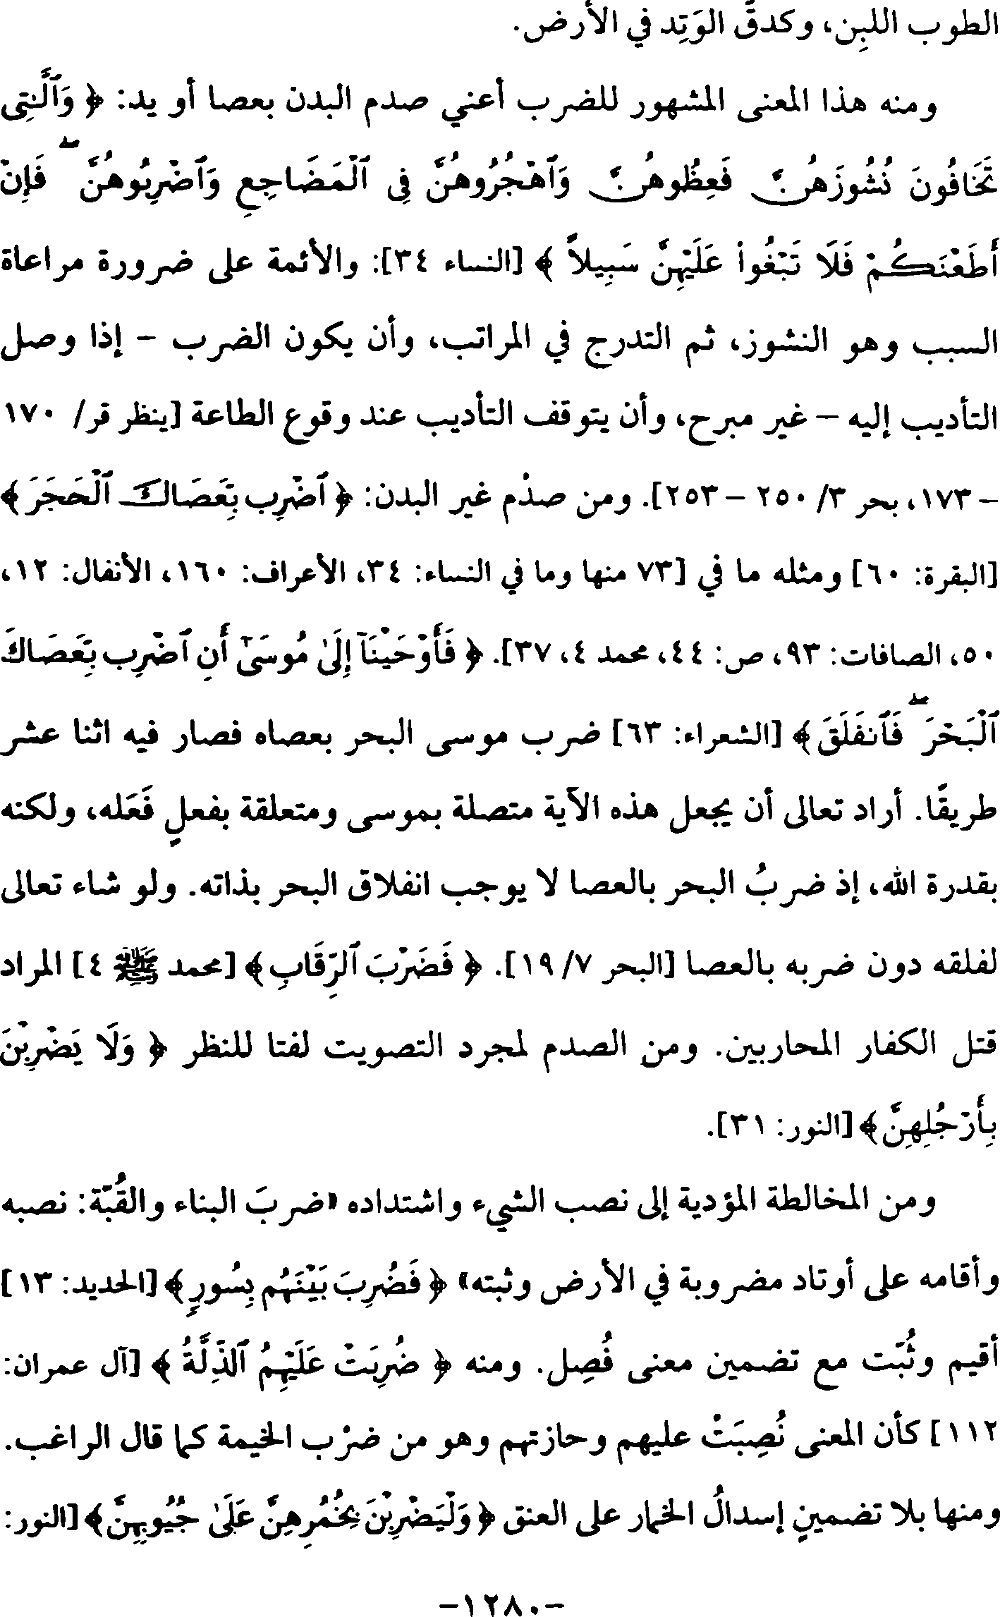 الطوب اللبِن، وكدقّ الوَتِد في الأرض.
ومنه هذا المعنى المشهور للضرب أعني صدم البدن بعصا أو يد: ﴿ وَٱلَّٰتِى
تَخَافُونَ نُشُوزَهُنَّ فَعِظُوهُنَّ وَٱهْجُرُوهُنَّ فِى ٱلْمَضَاجِعِ وَٱضْرِبُوهُنَّ ۖ فَإِنْ
أَطَعْنَكُمْ فَلَا تَبْغُوا۟ عَلَيْهِنَّ سَبِيلاً ﴾ [النساء ٣٤]: والأئمة على ضرورة مراعاة
السبب وهو النشوز، ثم التدرج في المراتب، وأن يكون الضرب - إذا وصل
التأديب إليه – غير مبرح، وأن يتوقف التأديب عند وقوع الطاعة [ينظر قر/ ١٧٠
– ١٧٣، بحر ٣/ ٢٥٠ – ٢٥٣]. ومن صدْم غير البدن: ﴿ ٱضْرِب بِّعَصَاكَ ٱلْحَجَرَ ﴾
[البقرة: ٦٠] ومثله ما في [٧٣ منها وما في النساء: ٣٤، الأعراف: ١٦٠، الأنفال: ١٢،
٥٠، الصافات: ٩٣، ص: ٤٤، محمد ٤، ٣٧]. ﴿ فَأَوْحَيْنَآ إِلَىٰ مُوسَىٰٓ أَنِ ٱضْرِب بِّعَصَاكَ
ٱلْبَحْرَ ۖ فَٱنفَلَقَ ﴾ [الشعراء: ٦٣] ضرب موسى البحر بعصاه فصار فيه اثنا عشر
طريقًا. أراد تعالى أن يجعل هذه الآية متصلة بموسى ومتعلقة بفعلٍ فَعَله، ولكنه
بقدرة الله، إذ ضربُ البحر بالعصا لا يوجب انفلاق البحر بذاته. ولو شاء تعالى
لفلقه دون ضربه بالعصا [البحر ٧/ ١٩]. ﴿ فَضَرْبَ ٱلرِّقَابِ ﴾ [محمد ﷺ ٤] المراد
قتل الكفار المحاربين. ومن الصدم لمجرد التصويت لفتا للنظر ﴿ وَلَا يَضْرِبْنَ
بِأَرْجُلِهِنَّ ﴾ [النور: ٣١].
ومن المخالطة المؤدية إلى نصب الشيء واشتداده «ضربَ البناء والقُبّة: نصبه
وأقامه على أوتاد مضروبة في الأرض وثبته» ﴿ فَضُرِبَ بَيْنَهُم بِسُورٍ ﴾ [الحديد: ١٣]
أقيم وثُبّت مع تضمين معنى فُصِل. ومنه ﴿ ضُرِبَتْ عَلَيْهِمُ ٱلذِّلَّةُ ﴾ [آل عمران:
١١٢] كأن المعنى نُصِبَتْ عليهم وحازتهم وهو من ضرْب الخيمة كما قال الراغب.
ومنها بلا تضمينٍ إسدالُ الخمار على العنق ﴿ وَلْيَضْرِبْنَ بِخُمُرِهِنَّ عَلَىٰ جُيُوبِهِنَّ ﴾ [النور:
-١٢٨٠-